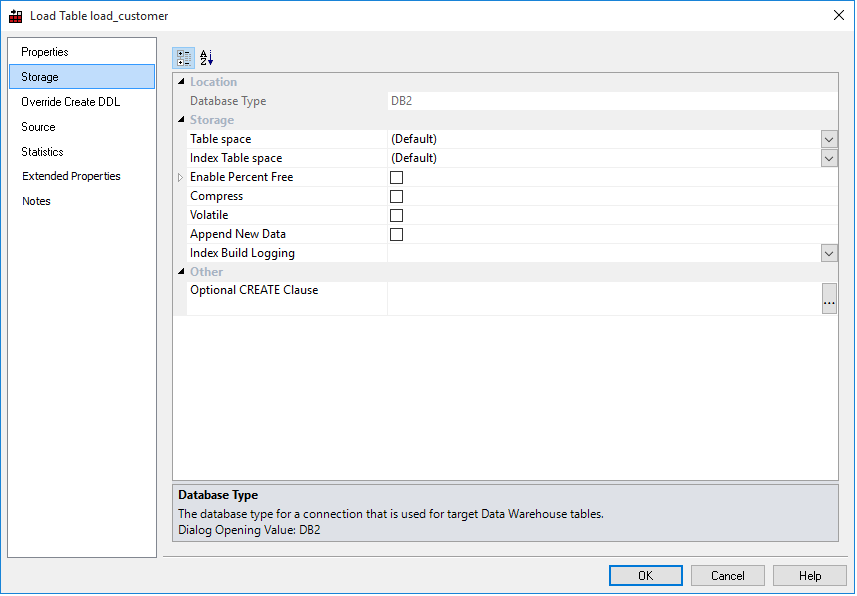 Load Table load_customer
Properties
Storage
Override Create DDL
Source
Statistics
Extended Properties
Notes
Location
Database Type DB2
Storage
Table space (Default)
Index Table space (Default)
Enable Percent Free
Compress
Volatile
Append New Data
Index Build Logging
Other
Optional CREATE Clause
...
Database Type
The database type for a connection that is used for target Data Warehouse tables.
Dialog Opening Value: DB2
OK Cancel Help